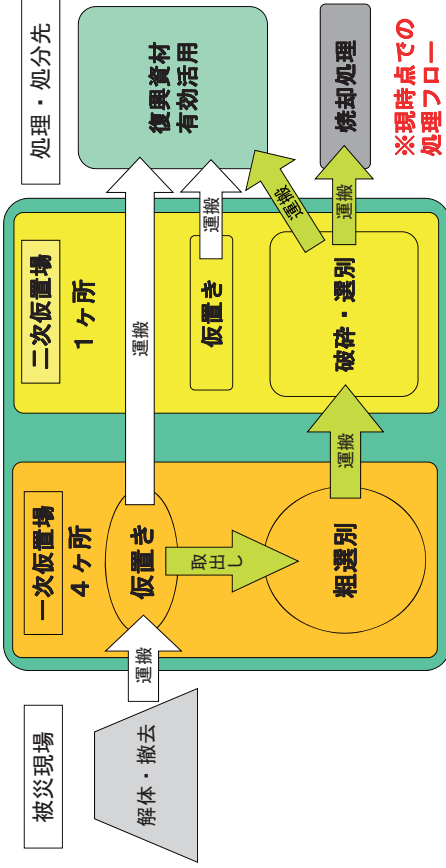 被災現場
解体・撤去
運搬
一次仮置場
4ヶ所
仮置き
取出し
粗選別
運搬
二次仮置場
1ヶ所
運搬
仮置き
運搬
破砕・選別
運搬
運搬
処理・処分先
復興資材
有効活用
焼却処理
※現時点での
処理フロー